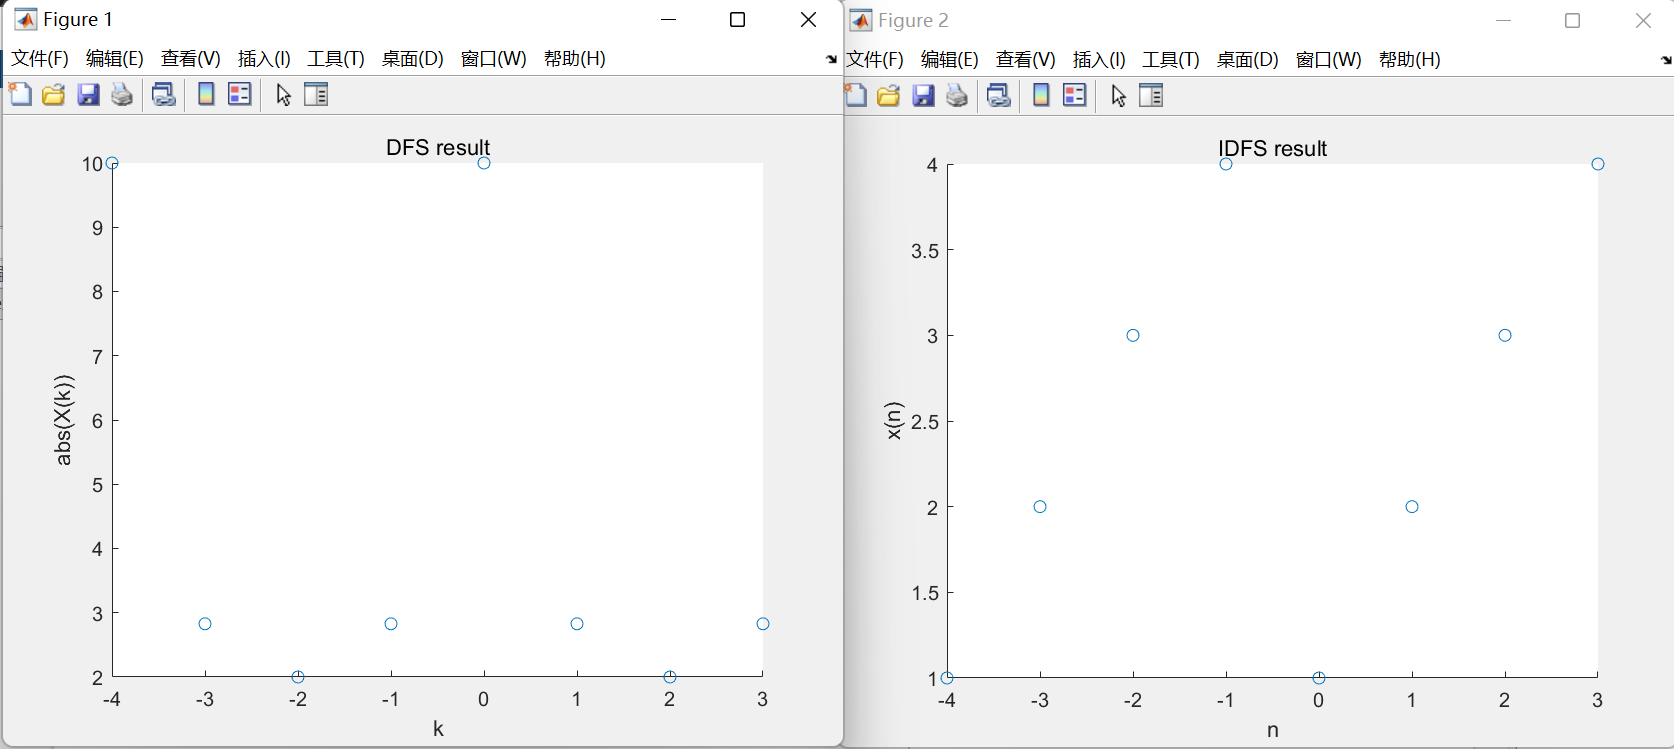 Figure 1
文件(F) 编辑(E) 查看(V) 插入(I) 工具(T) 桌面(D) 窗口(W) 帮助(H)
DFS result
10
9
8
7
6
5
4
3
2
abs(X(k))
-4 -3 -2 -1 0 1 2 3
k
Figure 2
文件(F) 编辑(E) 查看(V) 插入(I) 工具(T) 桌面(D) 窗口(W) 帮助(H)
IDFS result
4
3.5
3
2.5
2
1.5
1
x(n)
-4 -3 -2 -1 0 1 2 3
n